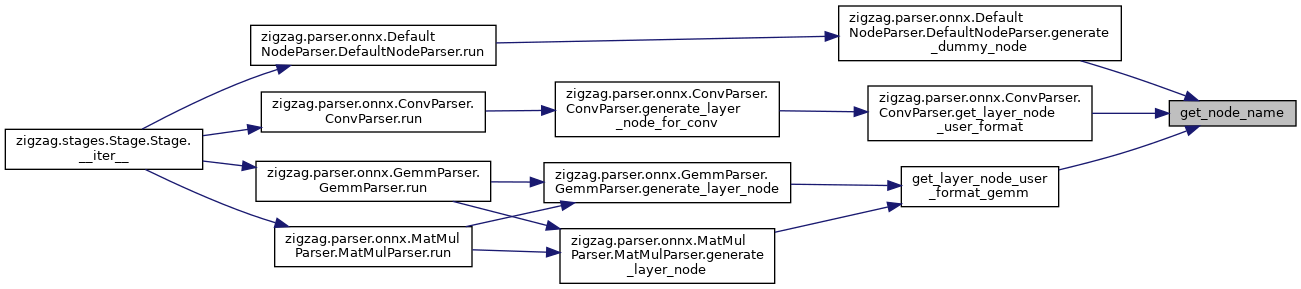 zigzag.parser.onnx.Default
NodeParser.DefaultNodeParser.run
zigzag.parser.onnx.Default
NodeParser.DefaultNodeParser.generate
_dummy_node
zigzag.parser.onnx.ConvParser.
ConvParser.run
zigzag.parser.onnx.ConvParser.
ConvParser.generate_layer
_node_for_conv
zigzag.parser.onnx.ConvParser.
ConvParser.get_layer_node
_user_format
get_node_name
zigzag.stages.Stage.Stage.
__iter__
zigzag.parser.onnx.GemmParser.
GemmParser.run
zigzag.parser.onnx.GemmParser.
GemmParser.generate_layer_node
get_layer_node_user
_format_gemm
zigzag.parser.onnx.MatMul
Parser.MatMulParser.run
zigzag.parser.onnx.MatMul
Parser.MatMulParser.generate
_layer_node